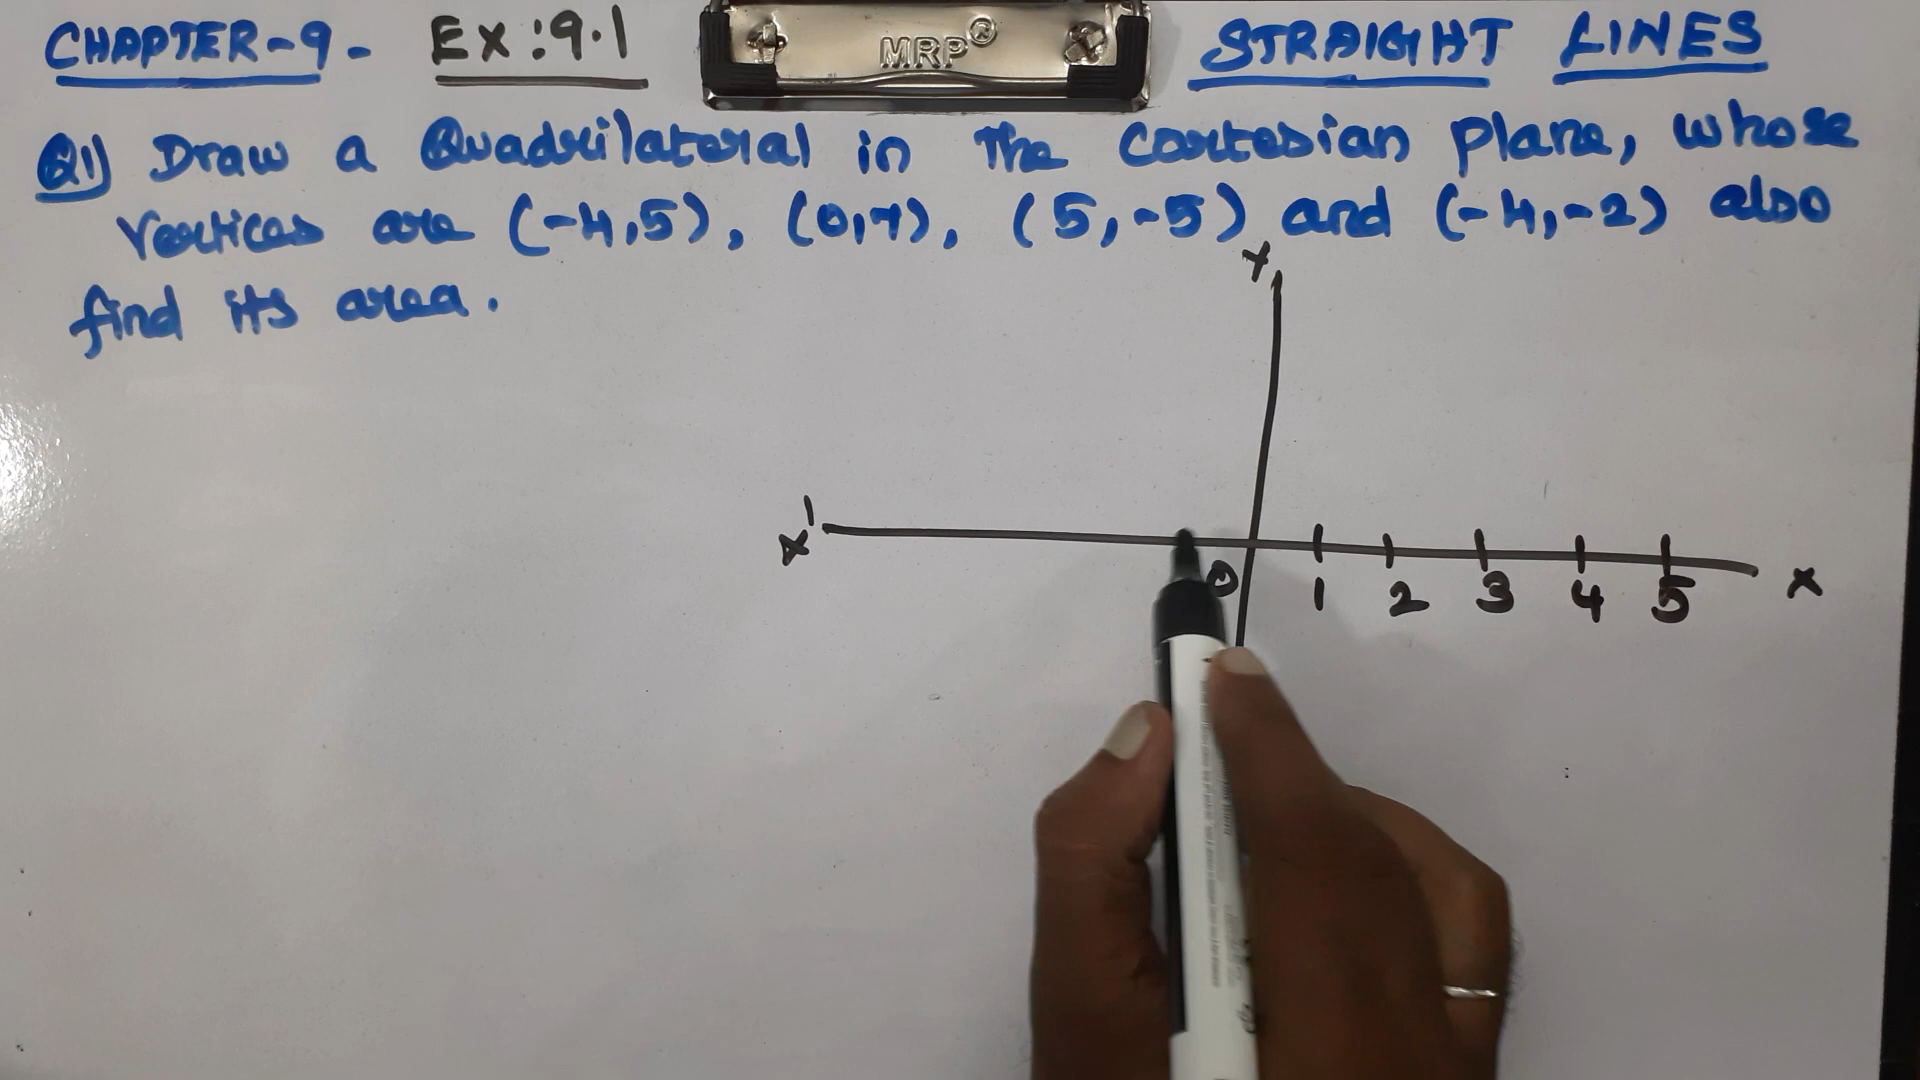 CHAPTER-9- Ex:9.1 STRAIGHT LINES
MRP®
Q1) Draw a Quadrilateral in The cartesian plane, whose
vertices are (-4,5), (0,7), (5,-5) and (-4,-2) also
find its area.
Y
X' 0 1 2 3 4 5 X